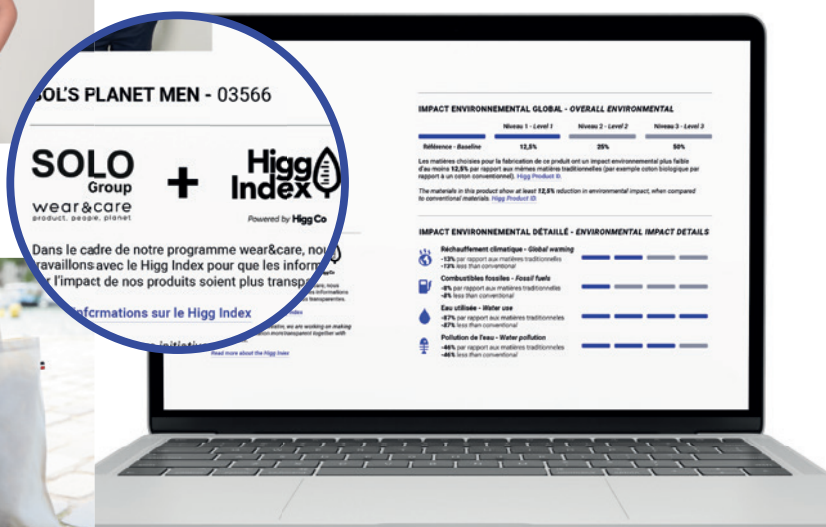 SOL'S PLANET MEN - 03566
SOLO
Group
wear&care
product, people, planet
+
Higg
Index
Powered by Higg Co
Dans le cadre de notre programme wear&care, nou
ravaillons avec le Higg Index pour que les inform
r l'impact de nos produits soient plus transp
nformations sur le Higg Index
initiati
Read more about the Higg Index
IMPACT ENVIRONNEMENTAL GLOBAL - OVERALL ENVIRONMENTAL
Niveau 1 - Level 1 Niveau 2 - Level 2 Niveau 3 - Level 3
Référence - Baseline 12,5% 25% 50%
Les matières choisies pour la fabrication de ce produit ont un impact environnemental plus faible
d'au moins 12,5% par rapport aux mêmes matières traditionnelles (par exemple coton biologique par
rapport à un coton conventionnel). Higg Product ID.
The materials in this product show at least 12,5% reduction in environmental impact, when compared
to conventional materials. Higg Product ID.
IMPACT ENVIRONNEMENTAL DÉTAILLÉ - ENVIRONMENTAL IMPACT DETAILS
Réchauffement climatique - Global warming
-13% par rapport aux matières traditionnelles
-13% less than conventional
Combustibles fossiles - Fossil fuels
-8% par rapport aux matières traditionnelles
-8% less than conventional
Eau utilisée - Water use
-87% par rapport aux matières traditionnelles
-87% less than conventional
Pollution de l'eau - Water pollution
-46% par rapport aux matières traditionnelles
-46% less than conventional